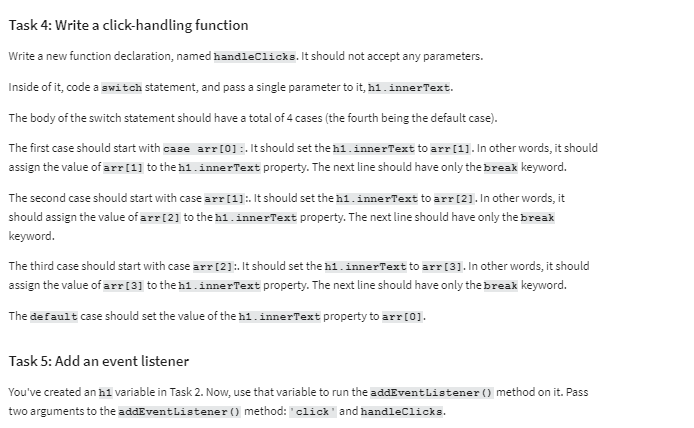 Task 4: Write a click-handling function
Write a new function declaration, named handleClicks. It should not accept any parameters.
Inside of it, code a switch statement, and pass a single parameter to it, h1.innerText.
The body of the switch statement should have a total of 4 cases (the fourth being the default case).
The first case should start with case arr[0]:. It should set the h1.innerText to arr[1]. In other words, it should
assign the value of arr[1] to the h1.innerText property. The next line should have only the break keyword.
The second case should start with case arr[1]:. It should set the h1.innerText to arr[2]. In other words, it
should assign the value of arr[2] to the h1.innerText property. The next line should have only the break
keyword.
The third case should start with case arr[2]:. It should set the h1.innerText to arr[3]. In other words, it should
assign the value of arr[3] to the h1.innerText property. The next line should have only the break keyword.
The default case should set the value of the h1.innerText property to arr[0].
Task 5: Add an event listener
You've created an h1 variable in Task 2. Now, use that variable to run the addEventListener() method on it. Pass
two arguments to the addEventListener() method: 'click' and handleClicks.